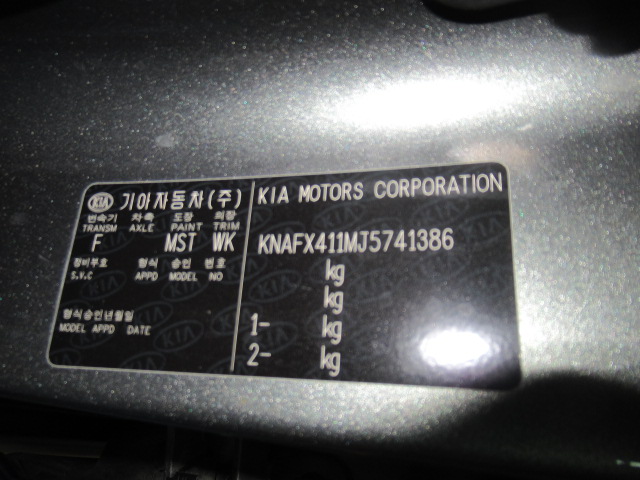 KIA 기아자동차(주)
변속기 차축 도장 외장
TRANSM AXLE PAINT TRIM
F MST WK
정비부호 형식 승인 번호
S.V.C APPD MODEL NO
형식승인년월일
MODEL APPD DATE
KIA MOTORS CORPORATION
KNAFX411MJ5741386
kg
kg
1- kg
2- kg